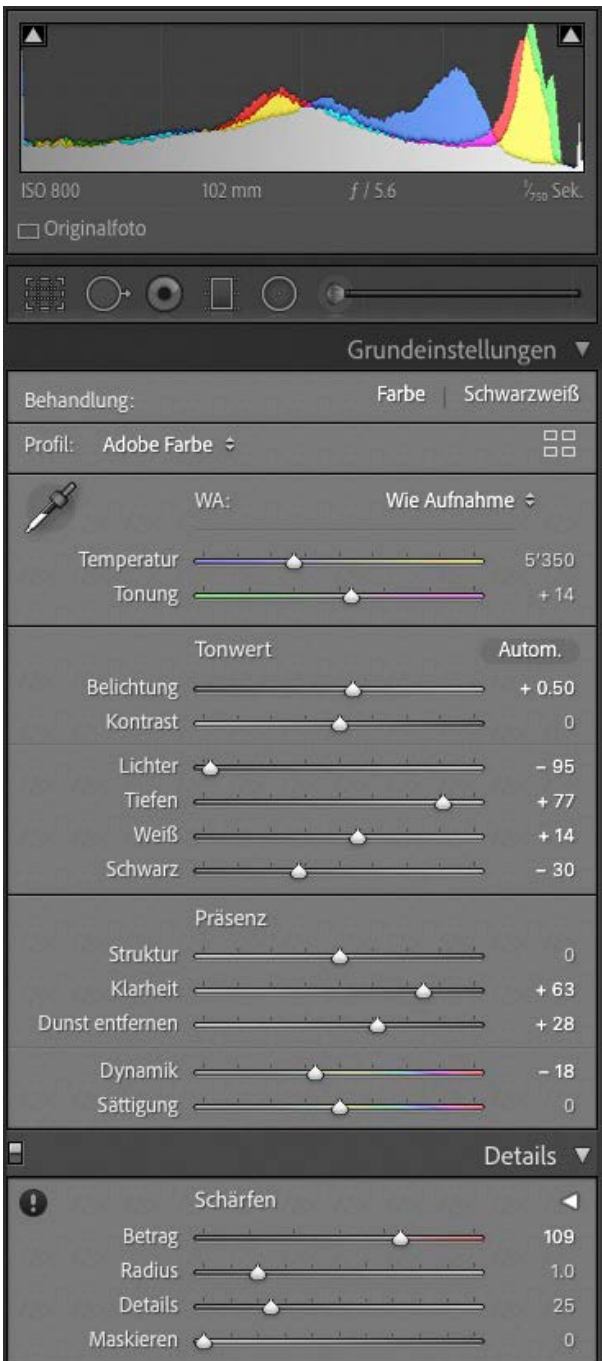 ISO 800 102 mm ƒ / 5.6 1/750 Sek.
Originalfoto
Grundeinstellungen
Behandlung: Farbe | Schwarzweiß
Profil: Adobe Farbe
WA: Wie Aufnahme
Temperatur 5'350
Tonung + 14
Tonwert Autom.
Belichtung + 0.50
Kontrast 0
Lichter – 95
Tiefen + 77
Weiß + 14
Schwarz – 30
Präsenz
Struktur 0
Klarheit + 63
Dunst entfernen + 28
Dynamik – 18
Sättigung 0
Details
Schärfen
Betrag 109
Radius 1.0
Details 25
Maskieren 0